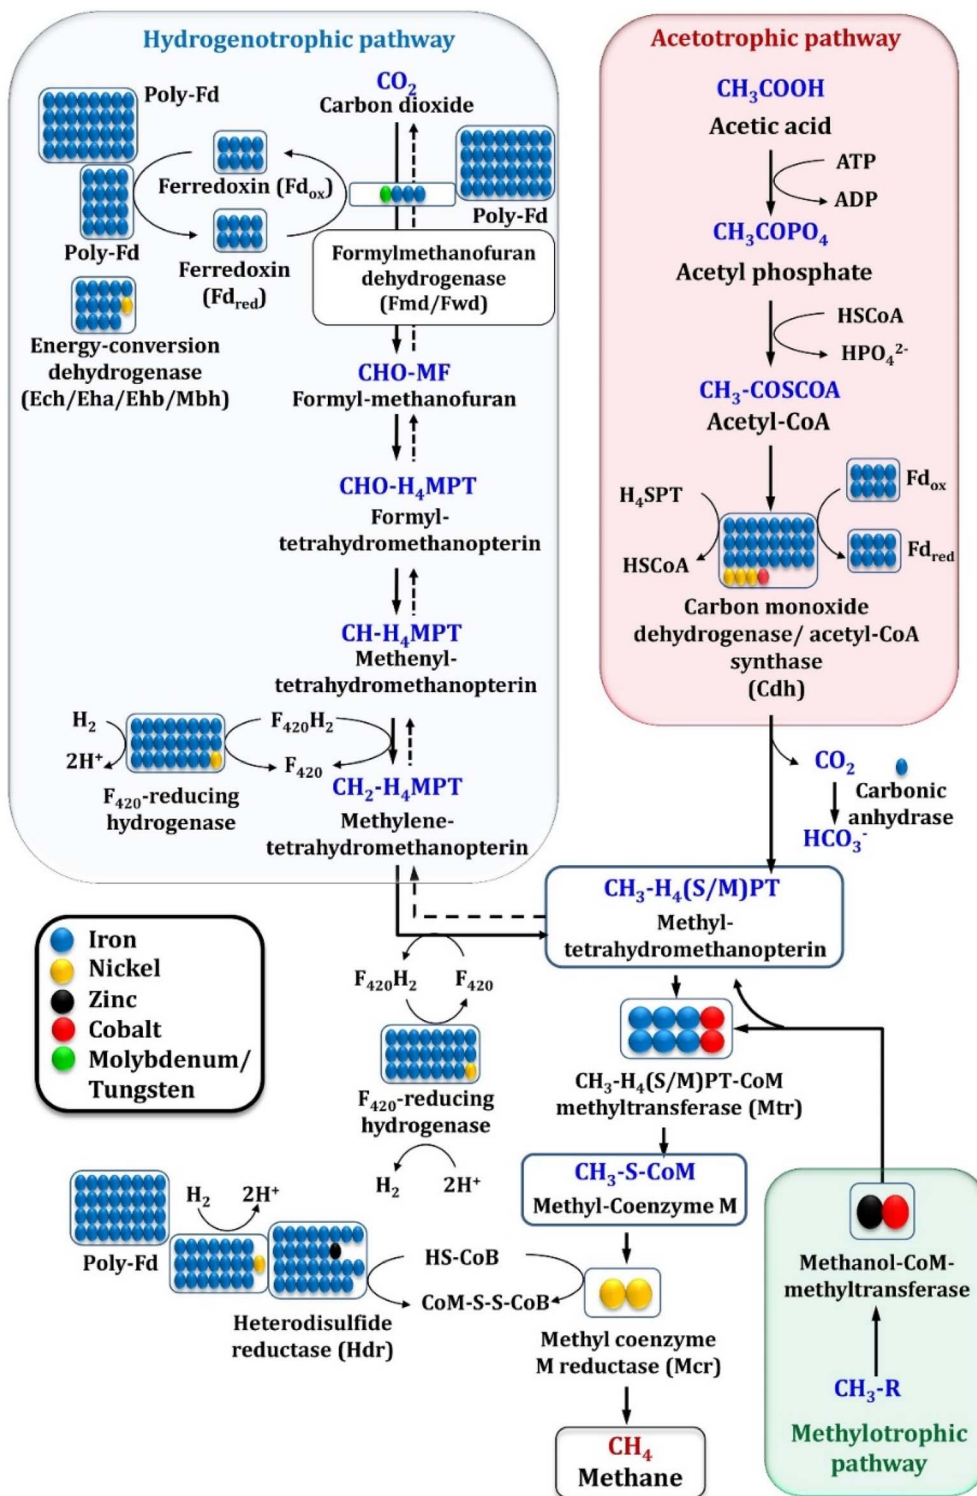 Hydrogenotrophic pathway
Poly-Fd
CO₂
Carbon dioxide
Ferredoxin (Fdₒₓ)
Poly-Fd
Poly-Fd
Ferredoxin
(Fd_red)
Formylmethanofuran
dehydrogenase
(Fmd/Fwd)
Energy-conversion
dehydrogenase
(Ech/Eha/Ehb/Mbh)
CHO-MF
Formyl-methanofuran
CHO-H₄MPT
Formyl-
tetrahydromethanopterin
CH-H₄MPT
Methenyl-
tetrahydromethanopterin
H₂
2H⁺
F₄₂₀H₂
F₄₂₀
F₄₂₀-reducing
hydrogenase
CH₂-H₄MPT
Methylene-
tetrahydromethanopterin
Acetotrophic pathway
CH₃COOH
Acetic acid
ATP
ADP
CH₃COPO₄
Acetyl phosphate
HSCoA
HPO₄²⁻
CH₃-COSCOA
Acetyl-CoA
H₄SPT
HSCoA
Fdₒₓ
Fd_red
Carbon monoxide
dehydrogenase/ acetyl-CoA
synthase
(Cdh)
CO₂
Carbonic
anhydrase
HCO₃⁻
CH₃-H₄(S/M)PT
Methyl-
tetrahydromethanopterin
Iron
Nickel
Zinc
Cobalt
Molybdenum/
Tungsten
F₄₂₀H₂
F₄₂₀
F₄₂₀-reducing
hydrogenase
H₂
2H⁺
CH₃-H₄(S/M)PT-CoM
methyltransferase (Mtr)
CH₃-S-CoM
Methyl-Coenzyme M
Poly-Fd
H₂
2H⁺
Heterodisulfide
reductase (Hdr)
HS-CoB
CoM-S-S-CoB
Methyl coenzyme
M reductase (Mcr)
CH₄
Methane
Methanol-CoM-
methyltransferase
CH₃-R
Methylotrophic
pathway